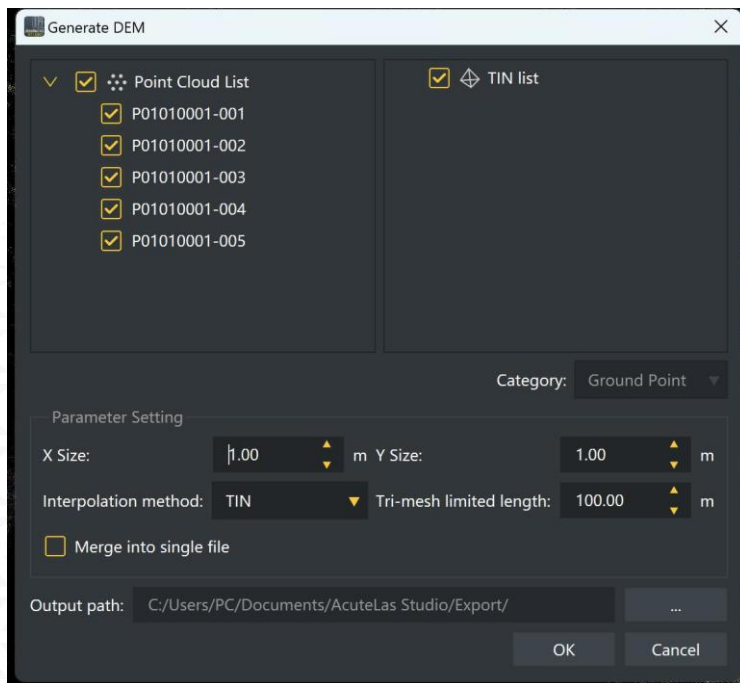 Generate DEM
Point Cloud List
P01010001-001
P01010001-002
P01010001-003
P01010001-004
P01010001-005
TIN list
Category: Ground Point
Parameter Setting
X Size: 1.00 m Y Size: 1.00 m
Interpolation method: TIN Tri-mesh limited length: 100.00 m
Merge into single file
Output path: C:/Users/PC/Documents/AcuteLas Studio/Export/ ...
OK Cancel